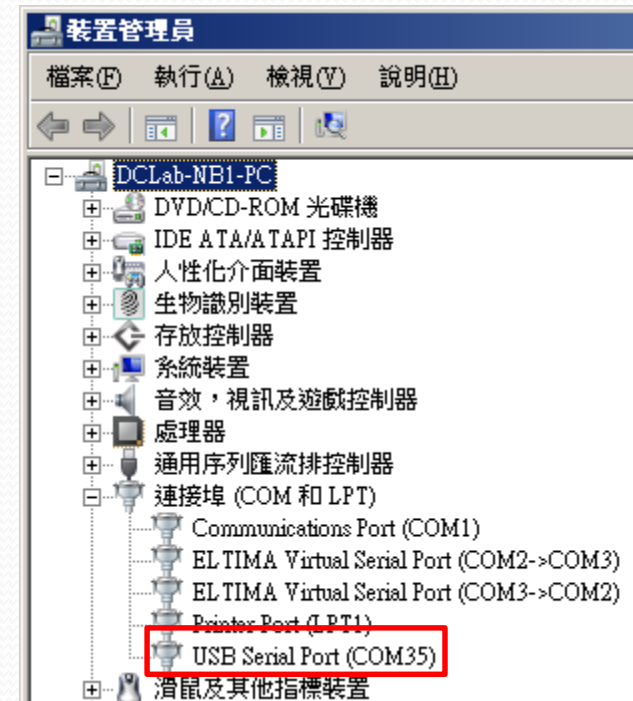 裝置管理員
檔案(F) 執行(A) 檢視(V) 說明(H)
DCLab-NB1-PC
DVD/CD-ROM 光碟機
IDE ATA/ATAPI 控制器
人性化介面裝置
生物識別裝置
存放控制器
系統裝置
音效，視訊及遊戲控制器
處理器
通用序列匯流排控制器
連接埠 (COM 和 LPT)
Communications Port (COM1)
ELTIMA Virtual Serial Port (COM2->COM3)
ELTIMA Virtual Serial Port (COM3->COM2)
Printer Port (LPT1)
USB Serial Port (COM35)
滑鼠及其他指標裝置